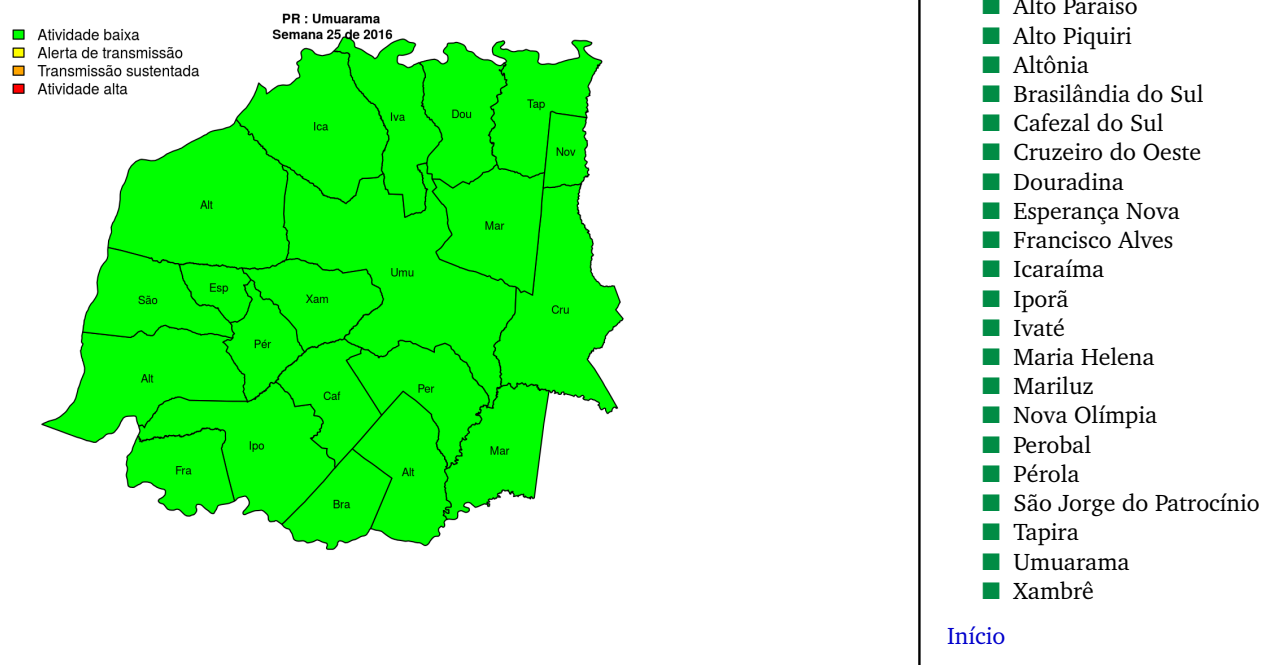 PR : Umuarama
Semana 25 de 2016
Atividade baixa
Alerta de transmissão
Transmissão sustentada
Atividade alta
Ica
Iva
Dou
Tap
Nov
Alt
Mar
Umu
Esp
São
Xam
Cru
Pér
Alt
Caf
Per
Ipo
Mar
Fra
Alt
Bra
Alto Paraíso
Alto Piquiri
Altônia
Brasilândia do Sul
Cafezal do Sul
Cruzeiro do Oeste
Douradina
Esperança Nova
Francisco Alves
Icaraíma
Iporã
Ivaté
Maria Helena
Mariluz
Nova Olímpia
Perobal
Pérola
São Jorge do Patrocínio
Tapira
Umuarama
Xambrê
Início